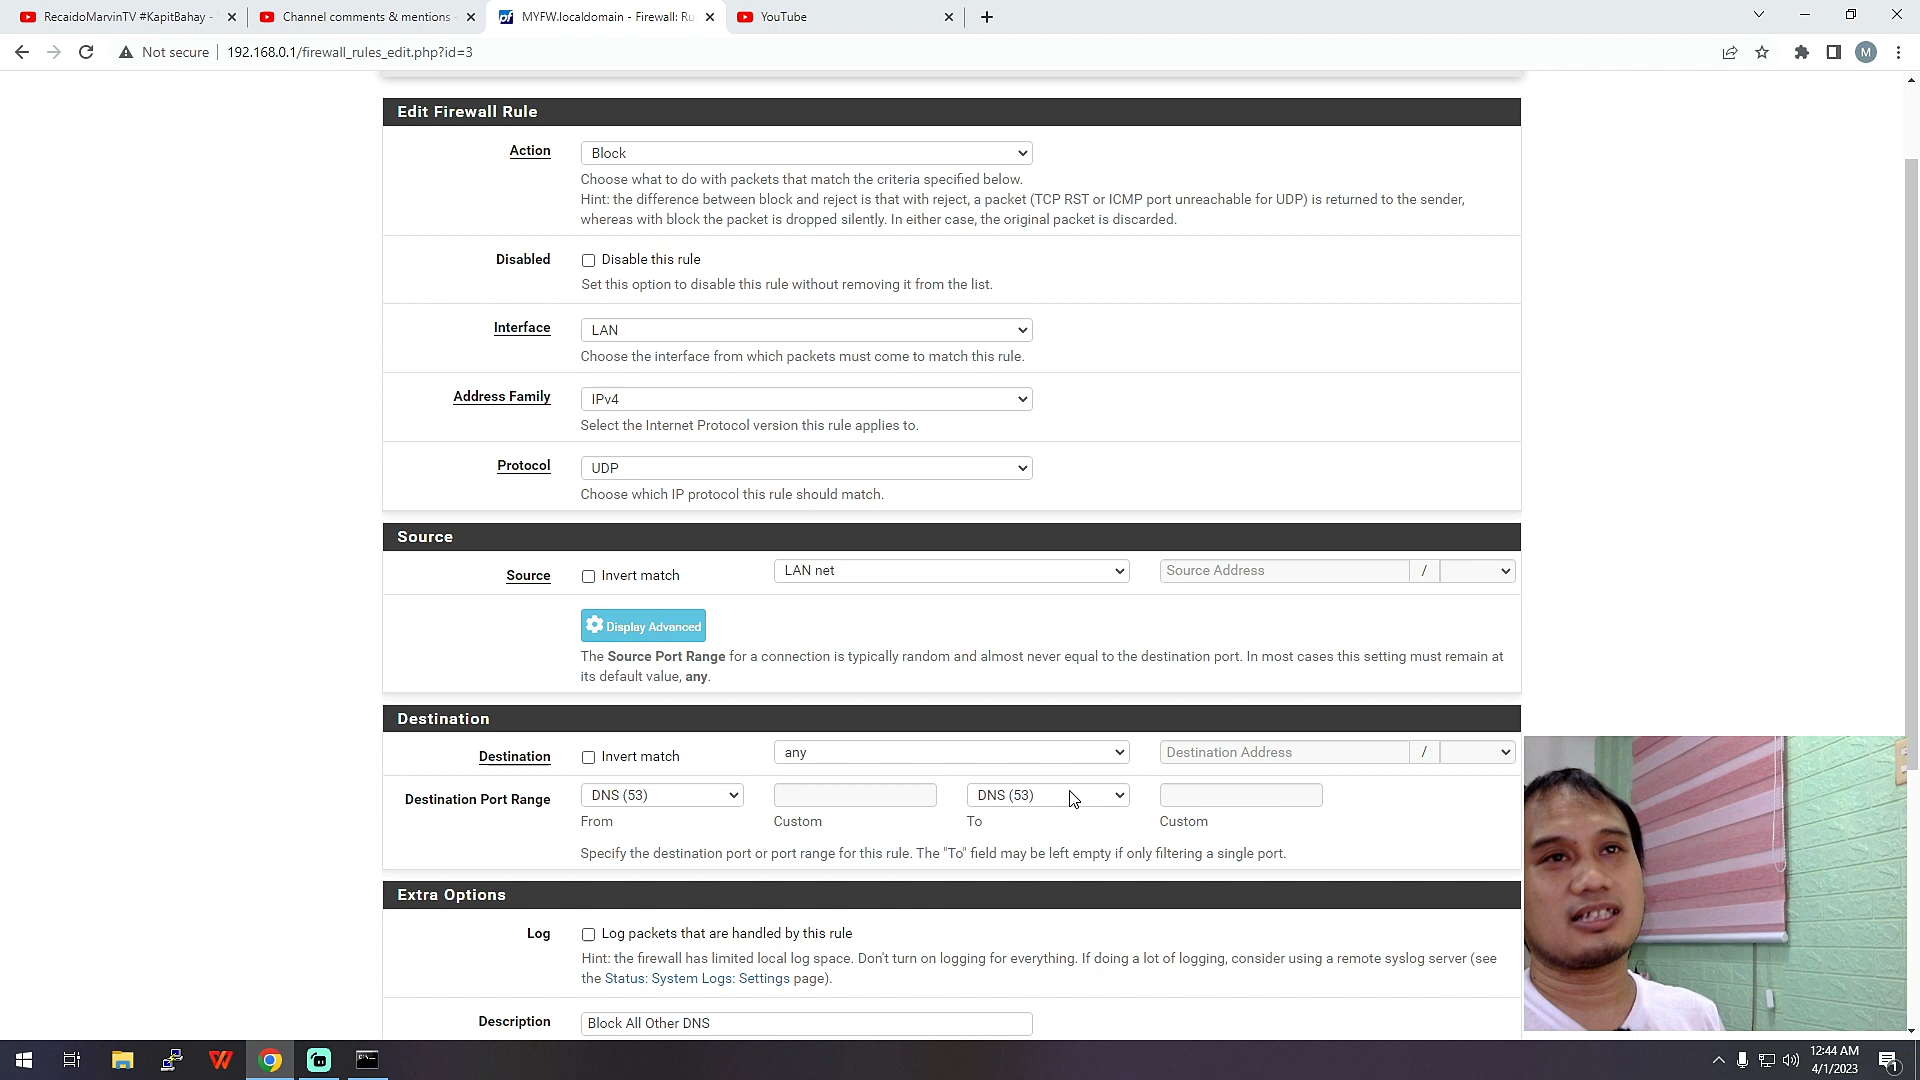 RecaidoMarvinTV #KapitBahay -
Channel comments & mentions
MYFW.localdomain - Firewall: Ru
YouTube
Not secure
192.168.0.1/firewall_rules_edit.php?id=3
M
Edit Firewall Rule
Action
Block
Choose what to do with packets that match the criteria specified below.
Hint: the difference between block and reject is that with reject, a packet (TCP RST or ICMP port unreachable for UDP) is returned to the sender,
whereas with block the packet is dropped silently. In either case, the original packet is discarded.
Disabled
Disable this rule
Set this option to disable this rule without removing it from the list.
Interface
LAN
Choose the interface from which packets must come to match this rule.
Address Family
IPv4
Select the Internet Protocol version this rule applies to.
Protocol
UDP
Choose which IP protocol this rule should match.
Source
Source
Invert match
LAN net
Source Address
/
Display Advanced
The Source Port Range for a connection is typically random and almost never equal to the destination port. In most cases this setting must remain at
its default value, any.
Destination
Destination
Invert match
any
Destination Address
/
Destination Port Range
DNS (53)
DNS (53)
From
Custom
To
Custom
Specify the destination port or port range for this rule. The "To" field may be left empty if only filtering a single port.
Extra Options
Log
Log packets that are handled by this rule
Hint: the firewall has limited local log space. Don't turn on logging for everything. If doing a lot of logging, consider using a remote syslog server (see
the Status: System Logs: Settings page).
Description
Block All Other DNS
12:44 AM
4/1/2023
1